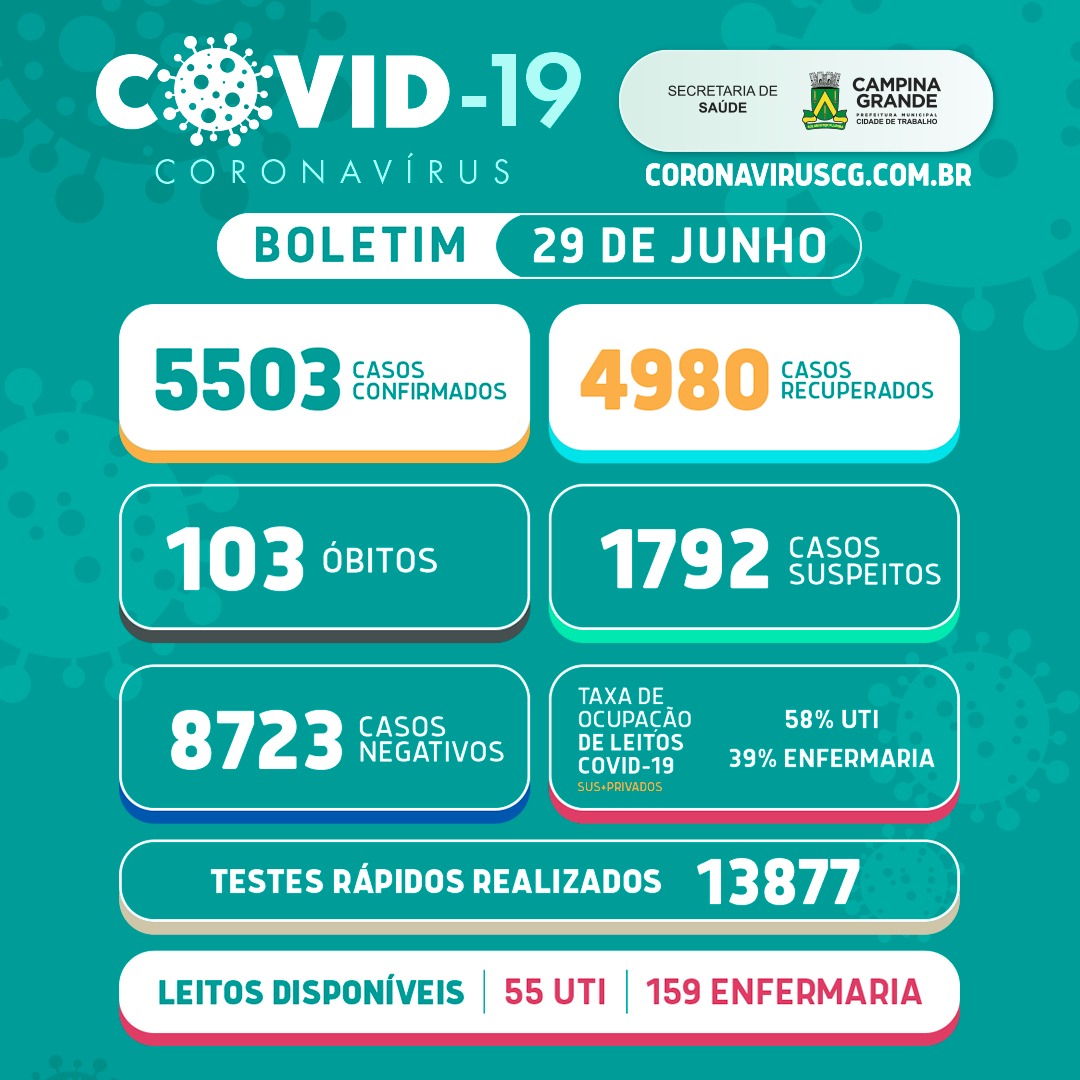 COVID-19
CORONAVÍRUS
SECRETARIA DE
SAÚDE
CAMPINA
GRANDE
PREFEITURA MUNICIPAL
CIDADE DE TRABALHO
CORONAVIRUSCG.COM.BR
BOLETIM 29 DE JUNHO
5503 CASOS
CONFIRMADOS
4980 CASOS
RECUPERADOS
103 ÓBITOS
1792 CASOS
SUSPEITOS
8723 CASOS
NEGATIVOS
TAXA DE
OCUPAÇÃO
DE LEITOS
COVID-19
SUS+PRIVADOS
58% UTI
39% ENFERMARIA
TESTES RÁPIDOS REALIZADOS 13877
LEITOS DISPONÍVEIS 55 UTI 159 ENFERMARIA